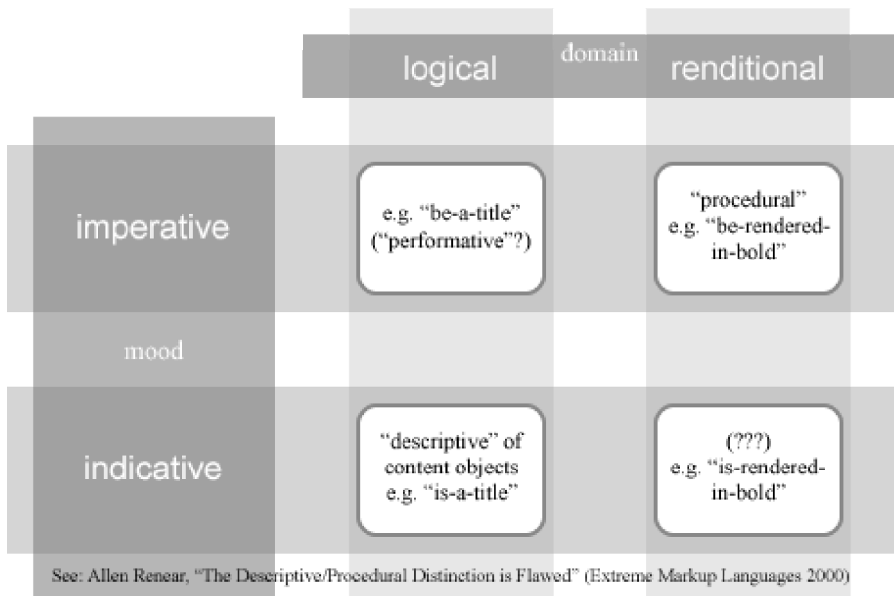 domain
logical
renditional
imperative
e.g. “be-a-title”
(“performative”?)
“procedural”
e.g. “be-rendered-
in-bold”
mood
indicative
“descriptive” of
content objects
e.g. “is-a-title”
(???)
e.g. “is-rendered-
in-bold”
See: Allen Renear, “The Descriptive/Procedural Distinction is Flawed” (Extreme Markup Languages 2000)